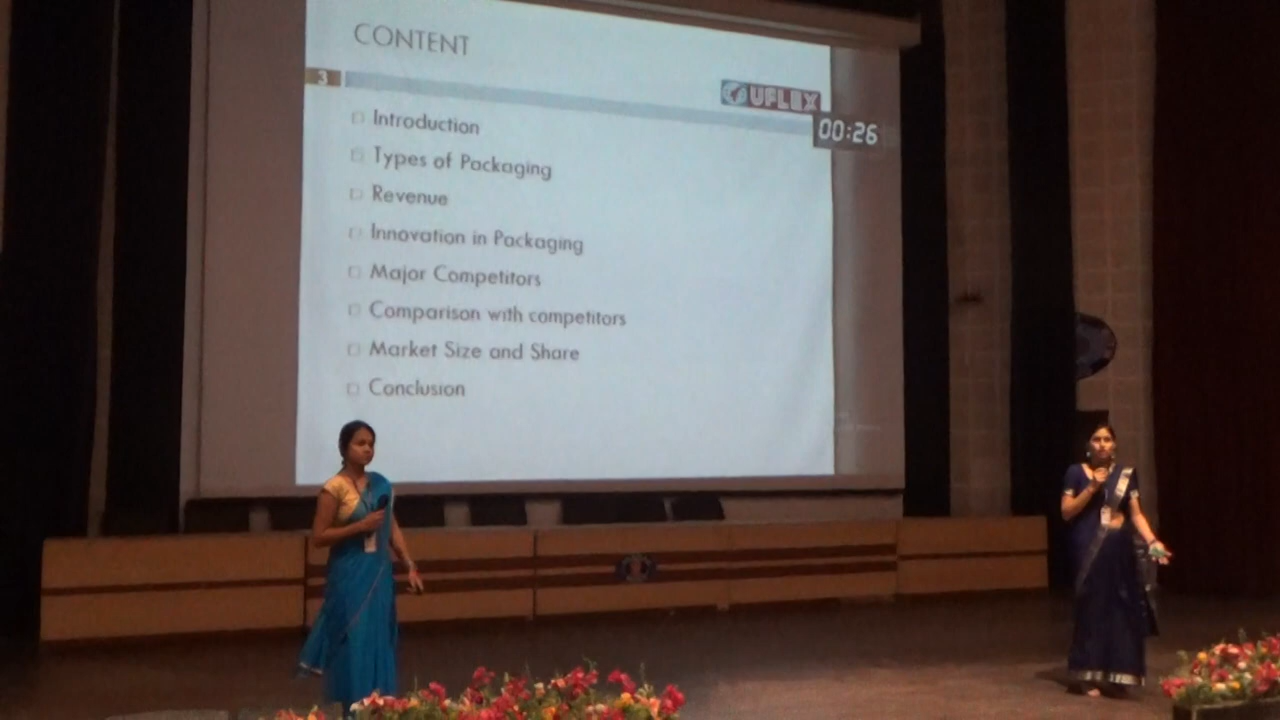 CONTENT
3
UFLEX
00:26
Introduction
Types of Packaging
Revenue
Innovation in Packaging
Major Competitors
Comparison with competitors
Market Size and Share
Conclusion